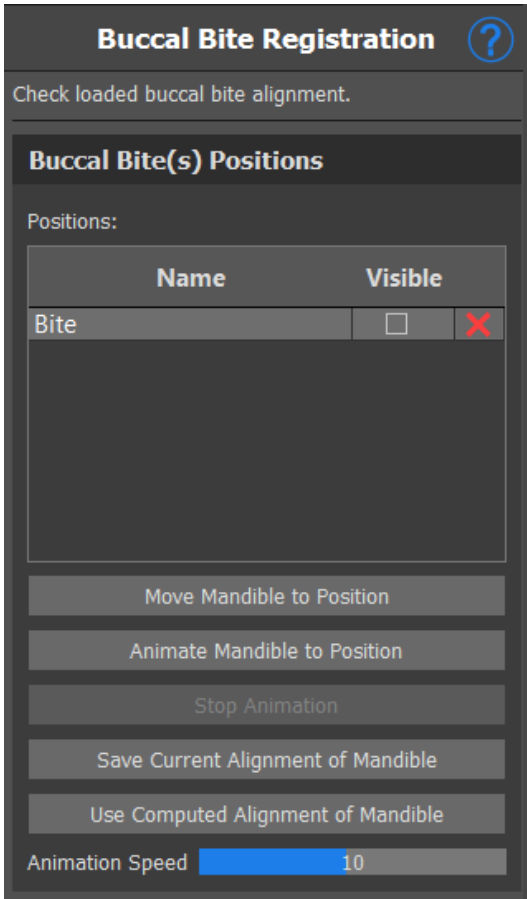 Buccal Bite Registration ?
Check loaded buccal bite alignment.
Buccal Bite(s) Positions
Positions:
Name Visible
Bite
Move Mandible to Position
Animate Mandible to Position
Stop Animation
Save Current Alignment of Mandible
Use Computed Alignment of Mandible
Animation Speed 10